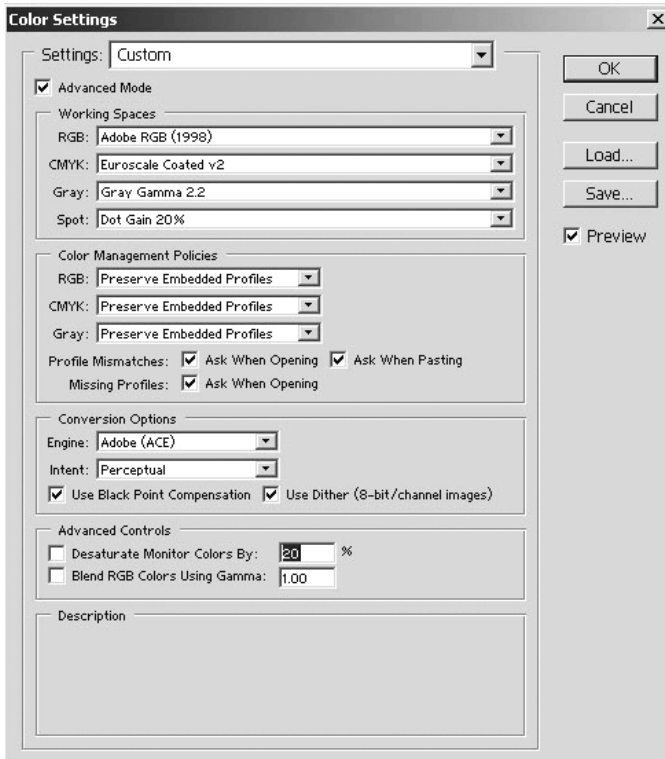 Color Settings
Settings: Custom
OK
Advanced Mode
Cancel
Working Spaces
RGB: Adobe RGB (1998)
CMYK: Euroscale Coated v2
Load...
Gray: Gray Gamma 2.2
Save...
Spot: Dot Gain 20%
Preview
Color Management Policies
RGB: Preserve Embedded Profiles
CMYK: Preserve Embedded Profiles
Gray: Preserve Embedded Profiles
Profile Mismatches: Ask When Opening Ask When Pasting
Missing Profiles: Ask When Opening
Conversion Options
Engine: Adobe (ACE)
Intent: Perceptual
Use Black Point Compensation Use Dither (8-bit/channel images)
Advanced Controls
Desaturate Monitor Colors By: 20 %
Blend RGB Colors Using Gamma: 1.00
Description